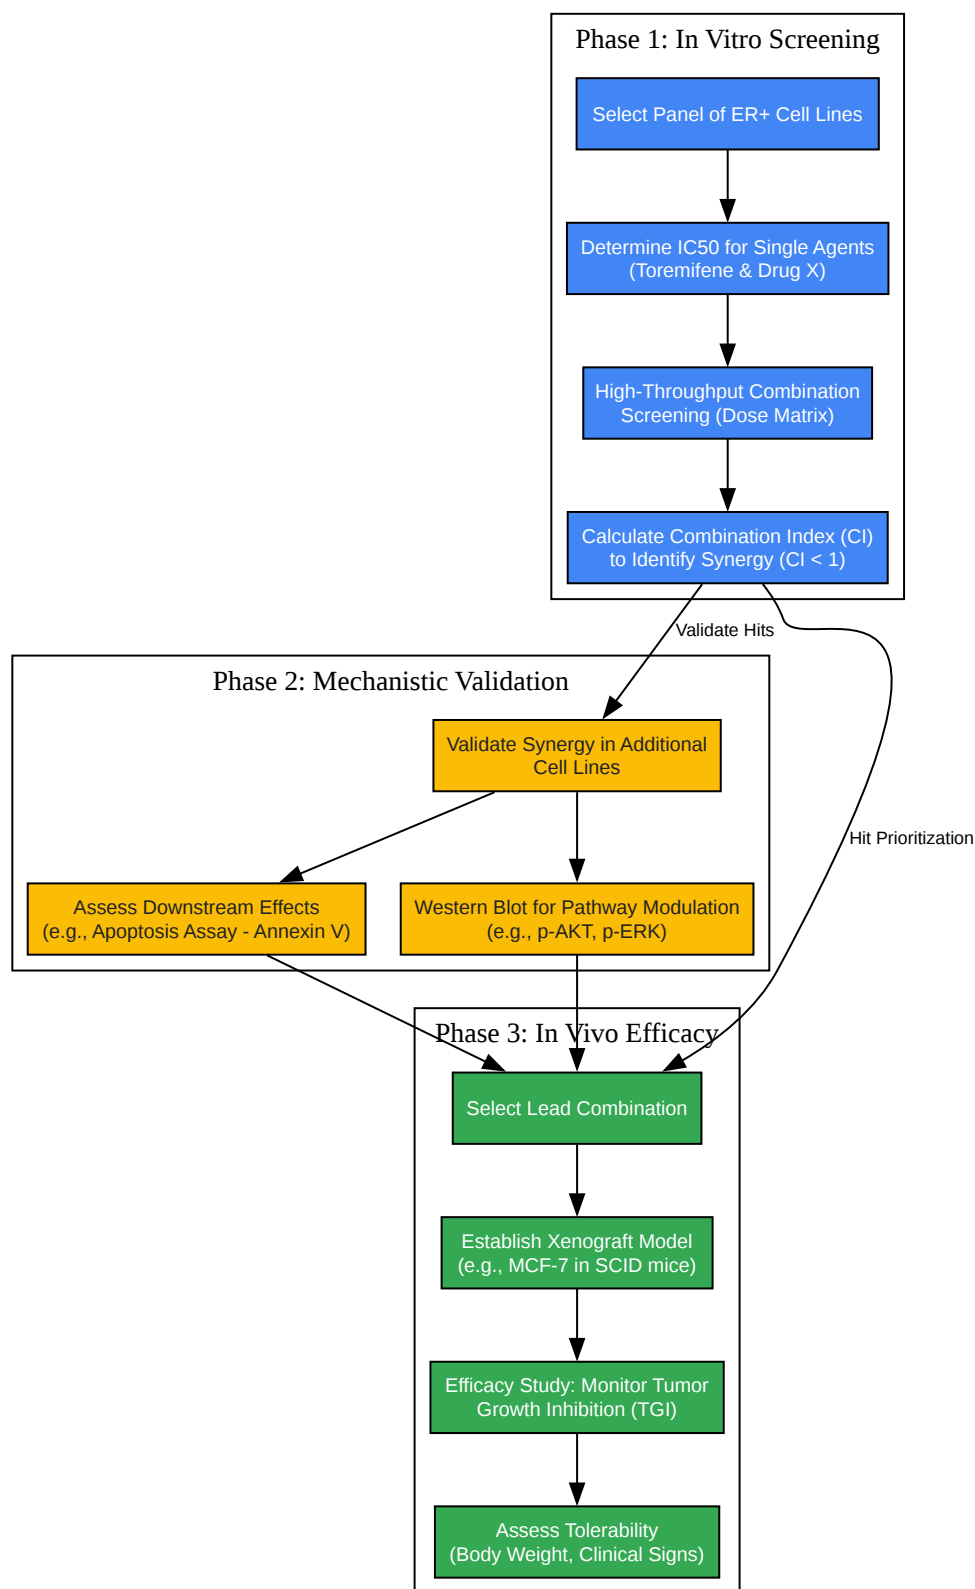 Phase 1: In Vitro Screening
Select Panel of ER+ Cell Lines
Determine IC50 for Single Agents
(Toremifene & Drug X)
High-Throughput Combination
Screening (Dose Matrix)
Calculate Combination Index (CI)
to Identify Synergy (CI < 1)
Validate Hits
Phase 2: Mechanistic Validation
Validate Synergy in Additional
Cell Lines
Hit Prioritization
Assess Downstream Effects
(e.g., Apoptosis Assay - Annexin V)
Western Blot for Pathway Modulation
(e.g., p-AKT, p-ERK)
Phase 3: In Vivo Efficacy
Select Lead Combination
Establish Xenograft Model
(e.g., MCF-7 in SCID mice)
Efficacy Study: Monitor Tumor
Growth Inhibition (TGI)
Assess Tolerability
(Body Weight, Clinical Signs)